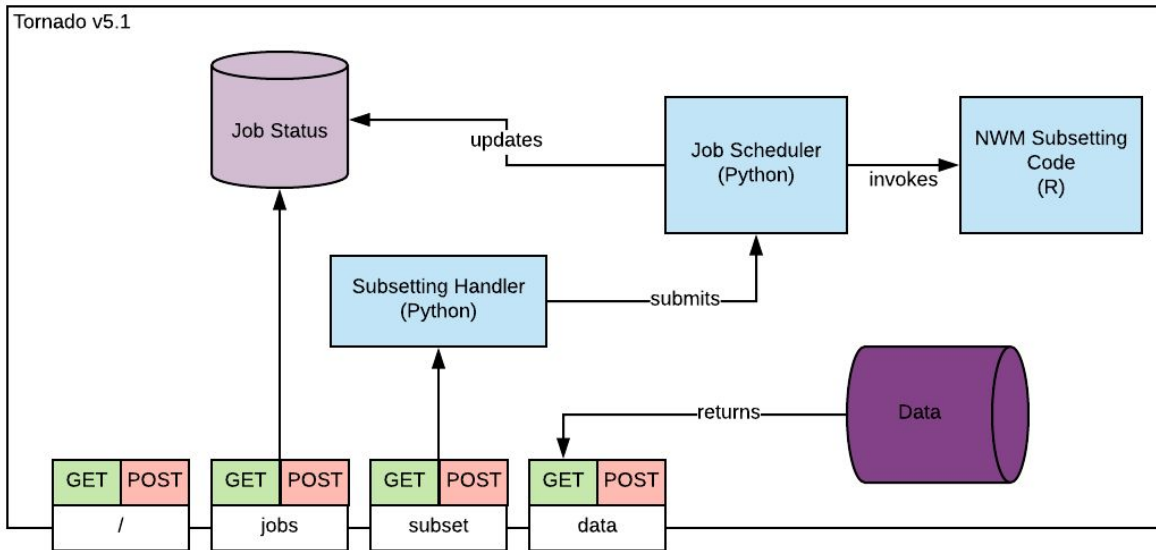 Tornado v5.1
Job Status
updates
Job Scheduler
(Python)
invokes
NWM Subsetting
Code
(R)
Subsetting Handler
(Python)
submits
returns
Data
GET POST
GET POST
GET POST
GET POST
/
jobs
subset
data